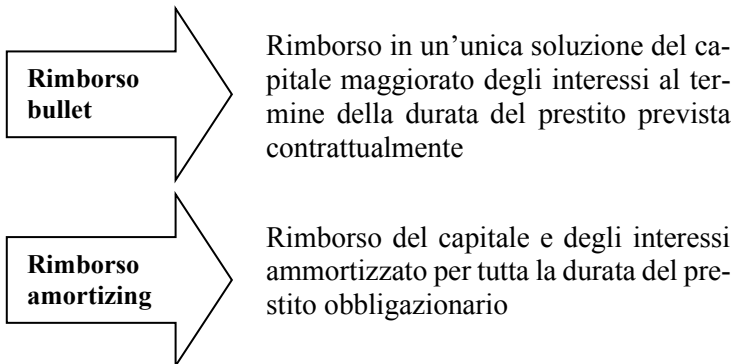 Rimborso
bullet
Rimborso in un’unica soluzione del ca-
pitale maggiorato degli interessi al ter-
mine della durata del prestito prevista
contrattualmente
Rimborso
amortizing
Rimborso del capitale e degli interessi
ammortizzato per tutta la durata del pre-
stito obbligazionario